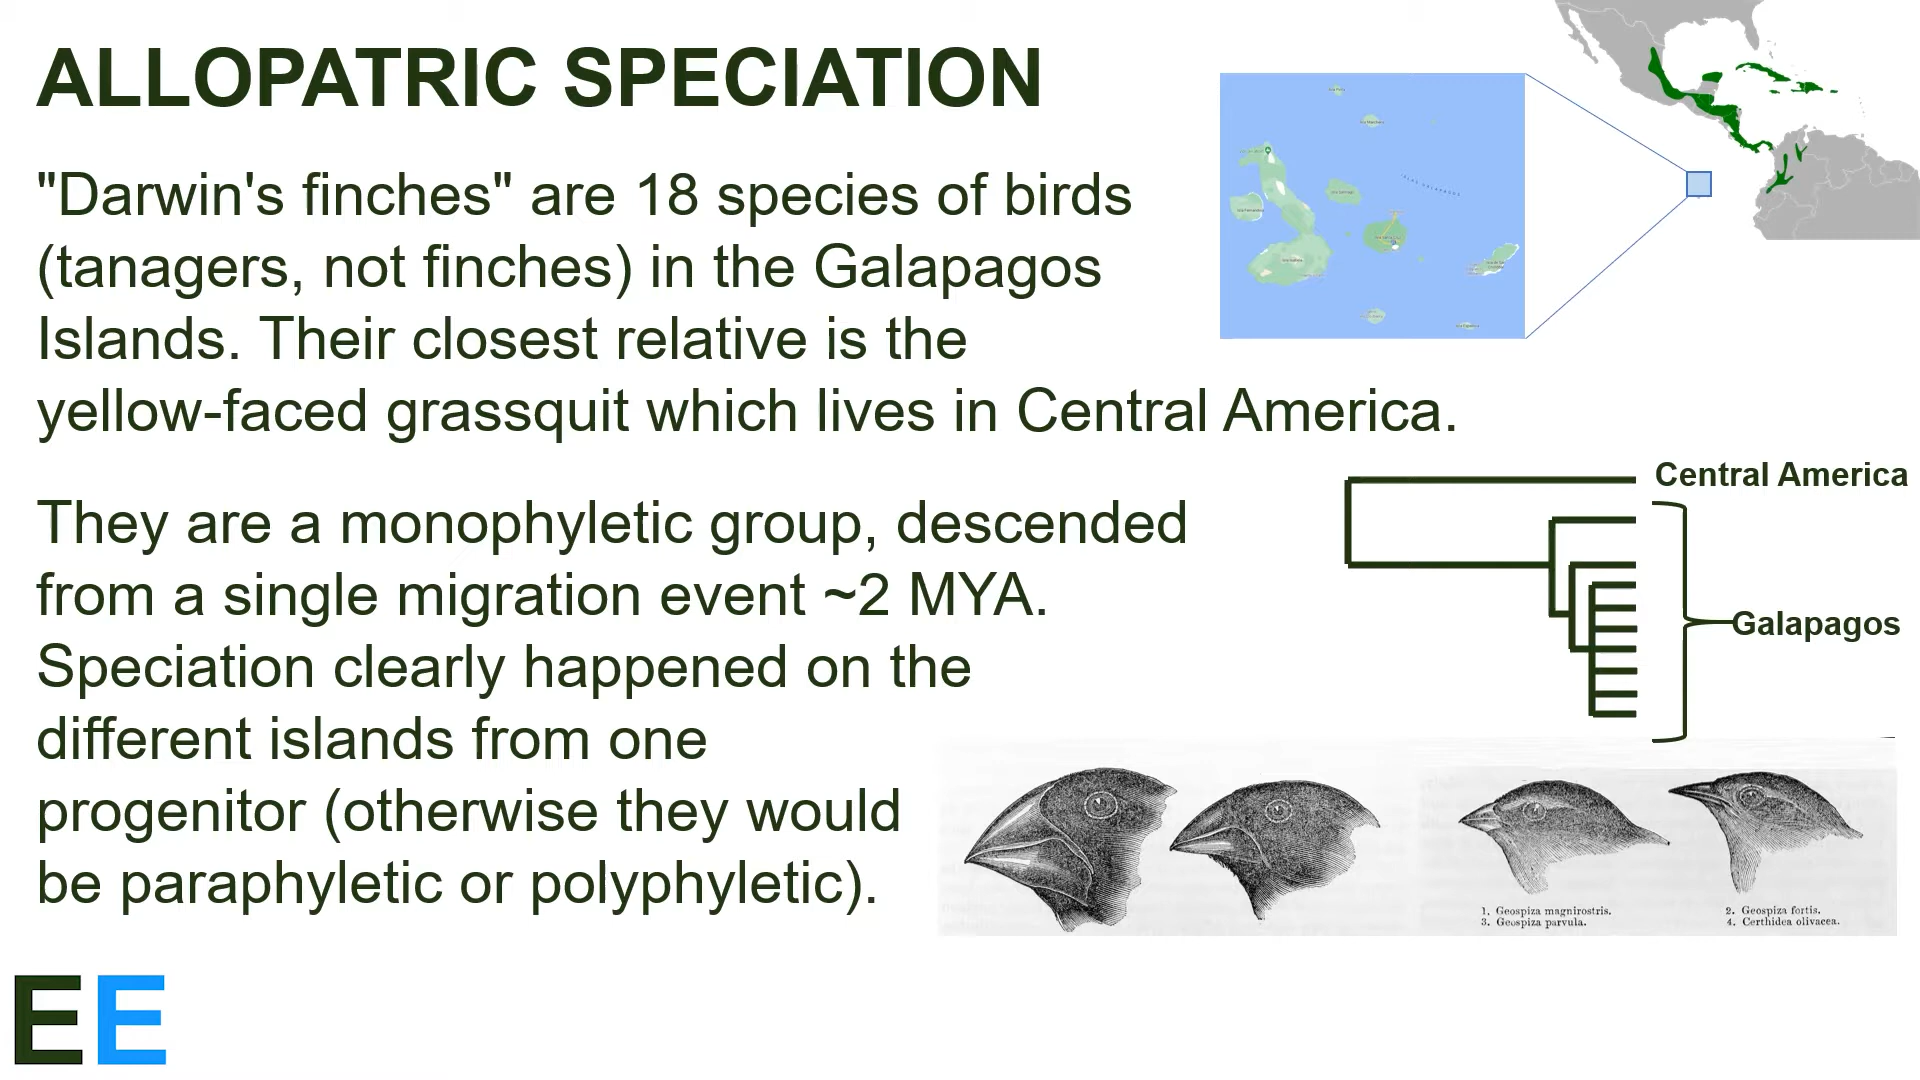 ALLOPATRIC SPECIATION
"Darwin's finches" are 18 species of birds
(tanagers, not finches) in the Galapagos
Islands. Their closest relative is the
yellow-faced grassquit which lives in Central America.
They are a monophyletic group, descended
from a single migration event ~2 MYA.
Speciation clearly happened on the
different islands from one
progenitor (otherwise they would
be paraphyletic or polyphyletic).
Central America
Galapagos
1. Geospiza magnirostris.
2. Geospiza fortis.
3. Geospiza parvula.
4. Certhidea olivacea.
EE